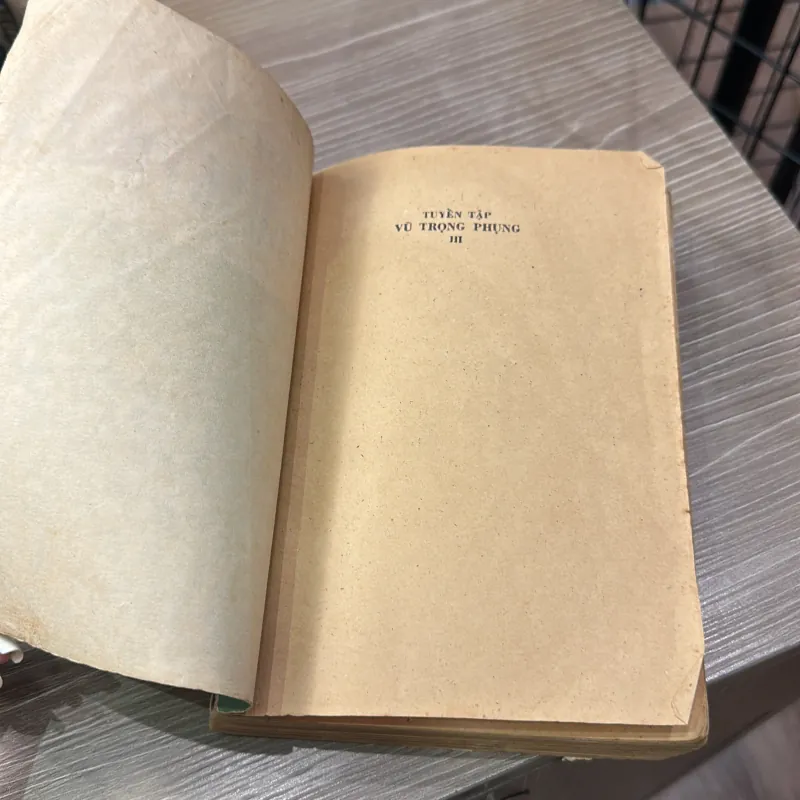 TUYỂN TẬP
VŨ TRỌNG PHỤNG
III